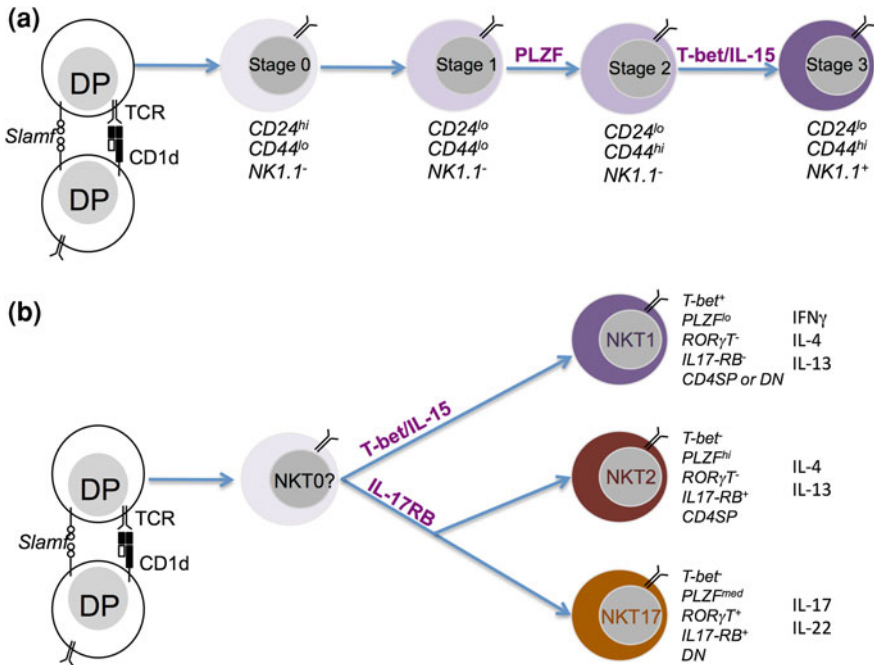 (a)
DP
Slamf
TCR
CD1d
DP
Stage 0
CD24hi
CD44lo
NK1.1-
Stage 1
CD24lo
CD44lo
NK1.1-
PLZF
Stage 2
CD24lo
CD44hi
NK1.1-
T-bet/IL-15
Stage 3
CD24lo
CD44hi
NK1.1+
(b)
DP
Slamf
TCR
CD1d
DP
NKT0?
T-bet/IL-15
IL-17RB
NKT1
T-bet+
PLZFlo
RORγT-
IL17-RB-
CD4SP or DN
IFNγ
IL-4
IL-13
NKT2
T-bet-
PLZFhi
RORγT-
IL17-RB+
CD4SP
IL-4
IL-13
NKT17
T-bet-
PLZFmed
RORγT+
IL17-RB+
DN
IL-17
IL-22